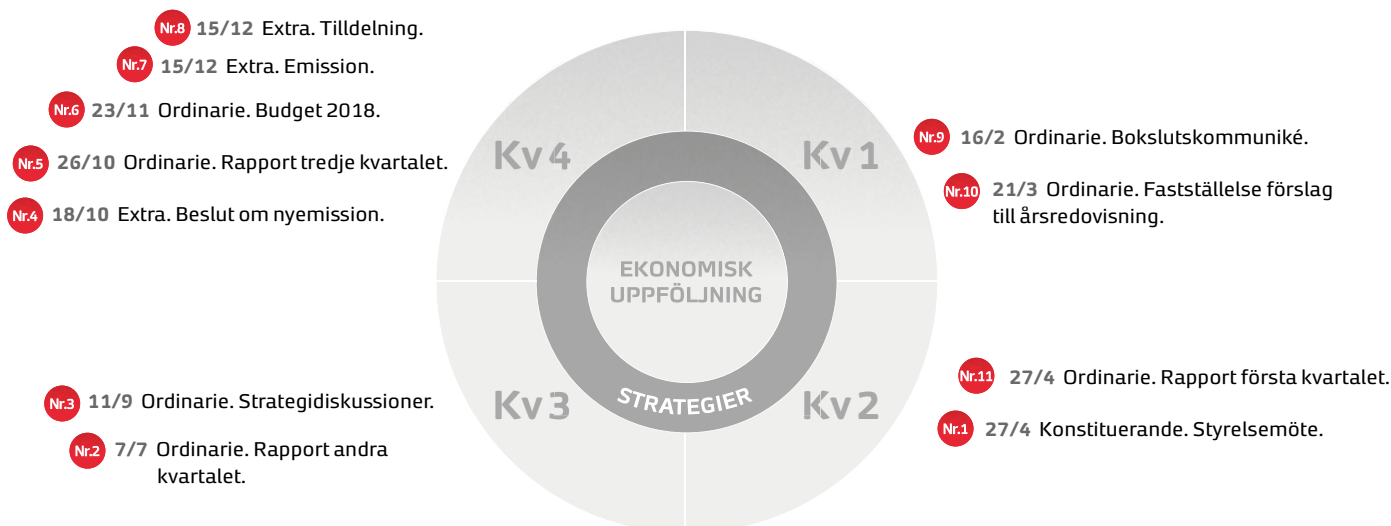 Nr.8 15/12 Extra. Tilldelning.
Nr.7 15/12 Extra. Emission.
Nr.6 23/11 Ordinarie. Budget 2018.
Nr.5 26/10 Ordinarie. Rapport tredje kvartalet.
Nr.4 18/10 Extra. Beslut om nyemission.
Kv 4
Kv 1
Nr.9 16/2 Ordinarie. Bokslutskommuniké.
Nr.10 21/3 Ordinarie. Fastställelse förslag
till årsredovisning.
EKONOMISK
UPPFÖLJNING
STRATEGIER
Kv 3
Kv 2
Nr.3 11/9 Ordinarie. Strategidiskussioner.
Nr.2 7/7 Ordinarie. Rapport andra
kvartalet.
Nr.11 27/4 Ordinarie. Rapport första kvartalet.
Nr.1 27/4 Konstituerande. Styrelsemöte.